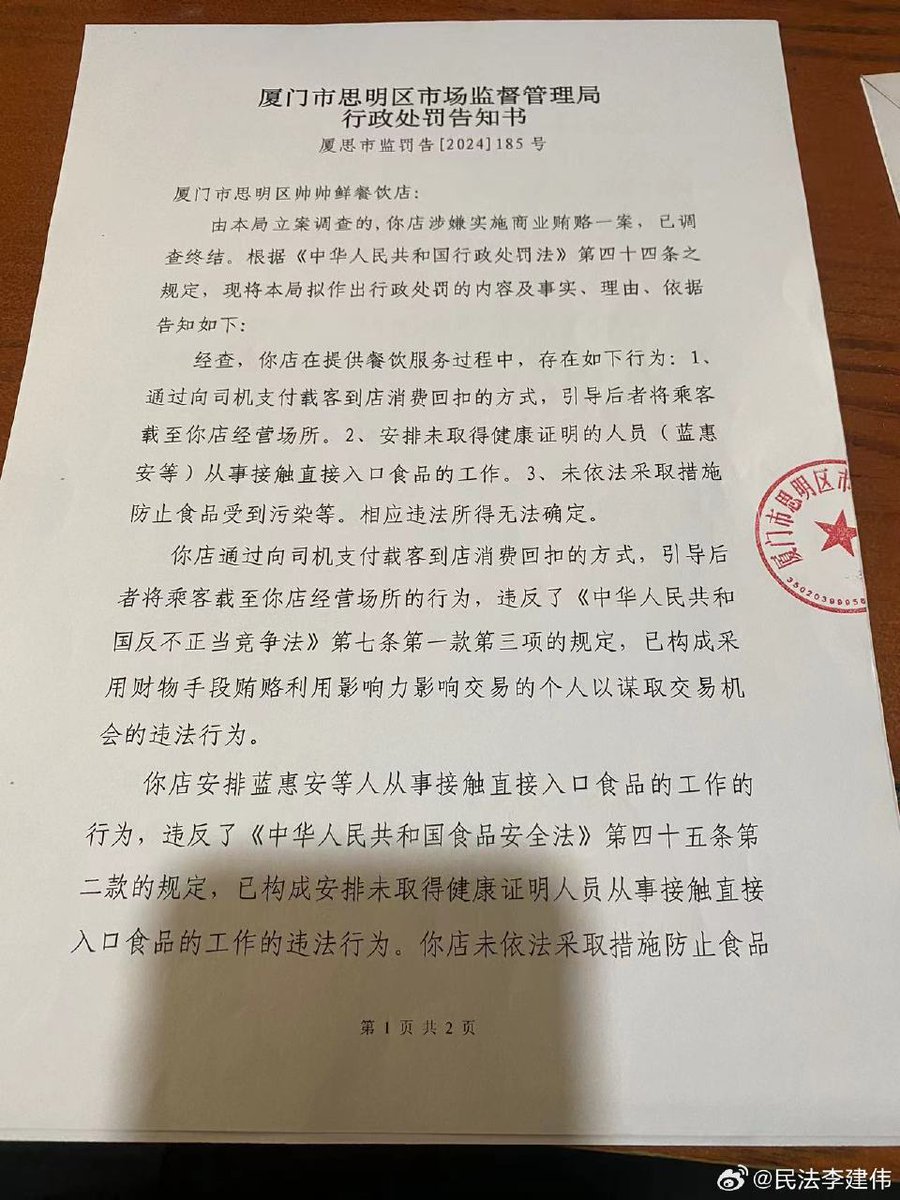 厦门市思明区市场监督管理局
行政处罚告知书
厦思市监罚告[2024]185号
厦门市思明区帅帅鲜餐饮店：
由本局立案调查的，你店涉嫌实施商业贿赂一案，已调
查终结。根据《中华人民共和国行政处罚法》第四十四条之
规定，现将本局拟作出行政处罚的内容及事实、理由、依据
告知如下：
经查，你店在提供餐饮服务过程中，存在如下行为：1、
通过向司机支付载客到店消费回扣的方式，引导后者将乘客
载至你店经营场所。2、安排未取得健康证明的人员（蓝惠
安等）从事接触直接入口食品的工作。3、未依法采取措施
防止食品受到污染等。相应违法所得无法确定。
你店通过向司机支付载客到店消费回扣的方式，引导后
者将乘客载至你店经营场所的行为，违反了《中华人民共和
国反不正当竞争法》第七条第一款第三项的规定，已构成采
用财物手段贿赂利用影响力影响交易的个人以谋取交易机
会的违法行为。
你店安排蓝惠安等人从事接触直接入口食品的工作的
行为，违反了《中华人民共和国食品安全法》第四十五条第
二款的规定，已构成安排未取得健康证明人员从事接触直接
入口食品的工作的违法行为。你店未依法采取措施防止食品
第1页共2页
厦门市思明区市
@民法李建伟